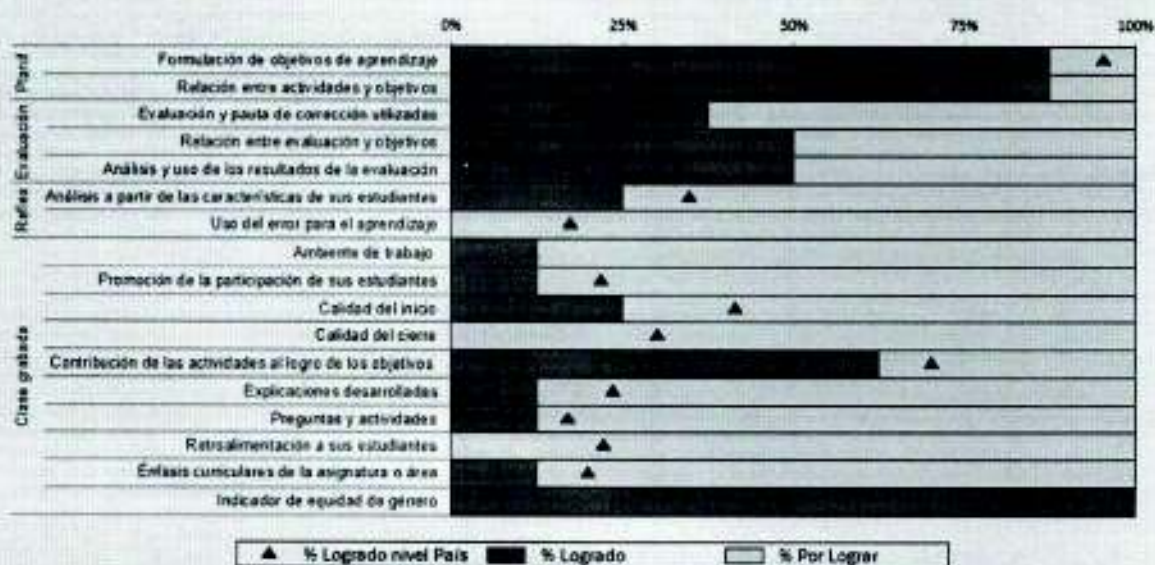 0% 25% 50% 75% 100%
Planif
Formulación de objetivos de aprendizaje
Relación entre actividades y objetivos
Evaluación
Evaluación y pauta de corrección utilizadas
Relación entre evaluación y objetivos
Análisis y uso de los resultados de la evaluación
Reflex
Análisis a partir de las características de sus estudiantes
Uso del error para el aprendizaje
Clase grabada
Ambiente de trabajo
Promoción de la participación de sus estudiantes
Calidad del inicio
Calidad del cierre
Contribución de las actividades al logro de los objetivos
Explicaciones desarrolladas
Preguntas y actividades
Retroalimentación a sus estudiantes
Énfasis curriculares de la asignatura o área
Indicador de equidad de género
% Logrado nivel País % Logrado % Por Lograr